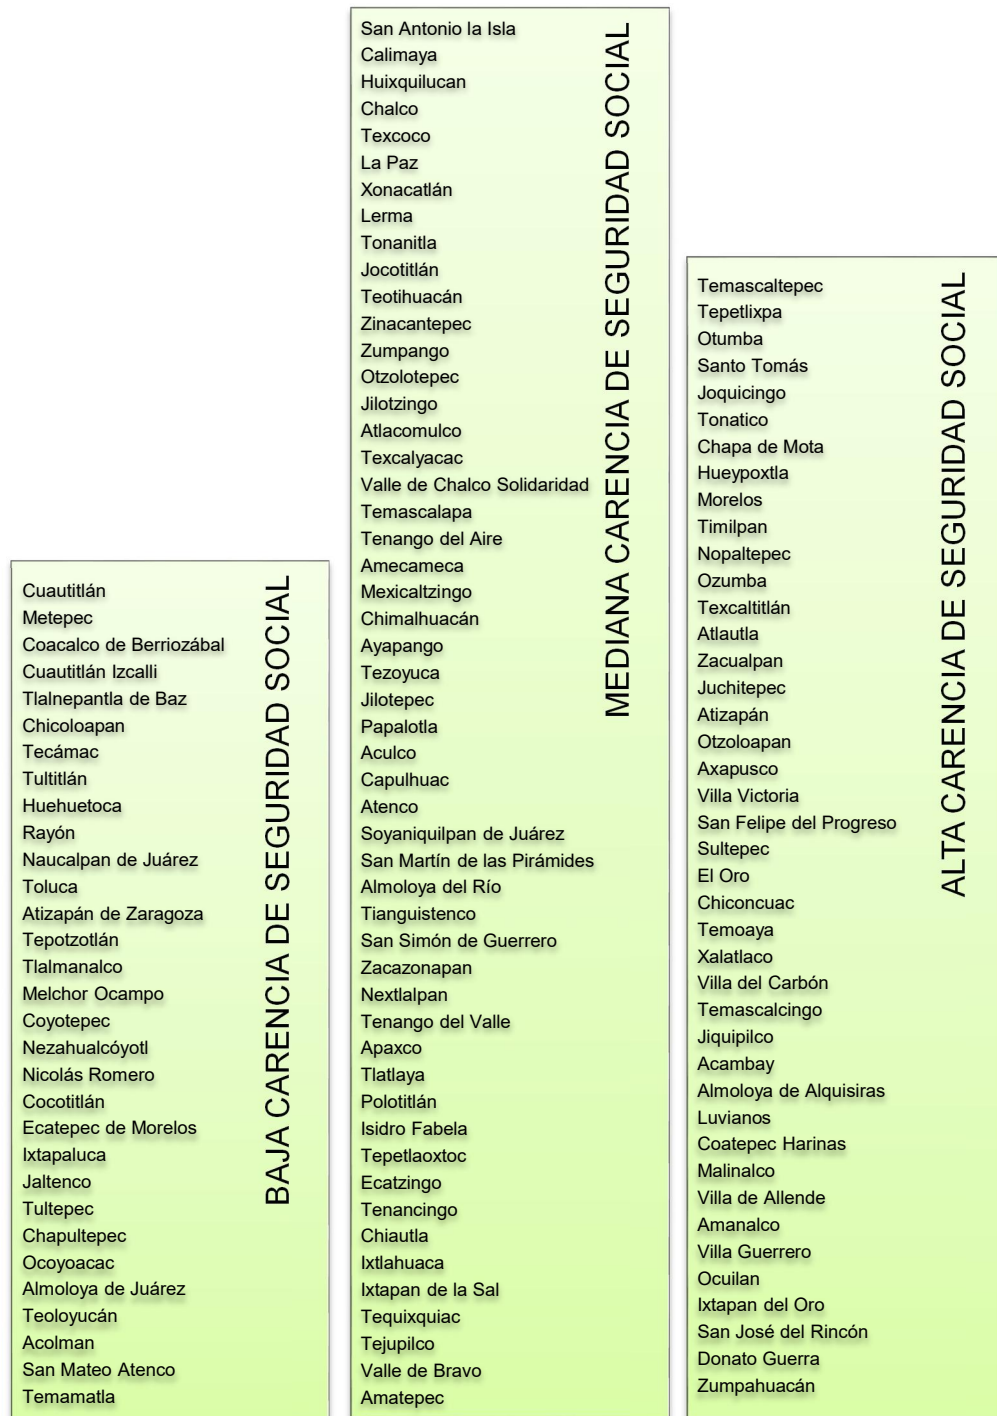 Cuautitlán
Metepec
Coacalco de Berriozábal
Cuautitlán Izcalli
Tlalnepantla de Baz
Chicoloapan
Tecámac
Tultitlán
Huehuetoca
Rayón
Naucalpan de Juárez
Toluca
Atizapán de Zaragoza
Tepotzotlán
Tlalmanalco
Melchor Ocampo
Coyotepec
Nezahualcóyotl
Nicolás Romero
Cocotitlán
Ecatepec de Morelos
Ixtapaluca
Jaltenco
Tultepec
Chapultepec
Ocoyoacac
Almoloya de Juárez
Teoloyucán
Acolman
San Mateo Atenco
Temamatla
BAJA CARENCIA DE SEGURIDAD SOCIAL
San Antonio la Isla
Calimaya
Huixquilucan
Chalco
Texcoco
La Paz
Xonacatlán
Lerma
Tonanitla
Jocotitlán
Teotihuacán
Zinacantepec
Zumpango
Otzolotepec
Jilotzingo
Atlacomulco
Texcalyacac
Valle de Chalco Solidaridad
Temascalapa
Tenango del Aire
Amecameca
Mexicaltzingo
Chimalhuacán
Ayapango
Tezoyuca
Jilotepec
Papalotla
Aculco
Capulhuac
Atenco
Soyaniquilpan de Juárez
San Martín de las Pirámides
Almoloya del Río
Tianguistenco
San Simón de Guerrero
Zacazonapan
Nextlalpan
Tenango del Valle
Apaxco
Tlatlaya
Polotitlán
Isidro Fabela
Tepetlaoxtoc
Ecatzingo
Tenancingo
Chiautla
Ixtlahuaca
Ixtapan de la Sal
Tequixquiac
Tejupilco
Valle de Bravo
Amatepec
MEDIANA CARENCIA DE SEGURIDAD SOCIAL
Temascaltepec
Tepetlixpa
Otumba
Santo Tomás
Joquicingo
Tonatico
Chapa de Mota
Hueypoxtla
Morelos
Timilpan
Nopaltepec
Ozumba
Texcaltitlán
Atlautla
Zacualpan
Juchitepec
Atizapán
Otzoloapan
Axapusco
Villa Victoria
San Felipe del Progreso
Sultepec
El Oro
Chiconcuac
Temoaya
Xalatlaco
Villa del Carbón
Temascalcingo
Jiquipilco
Acambay
Almoloya de Alquisiras
Luvianos
Coatepec Harinas
Malinalco
Villa de Allende
Amanalco
Villa Guerrero
Ocuilan
Ixtapan del Oro
San José del Rincón
Donato Guerra
Zumpahuacán
ALTA CARENCIA DE SEGURIDAD SOCIAL